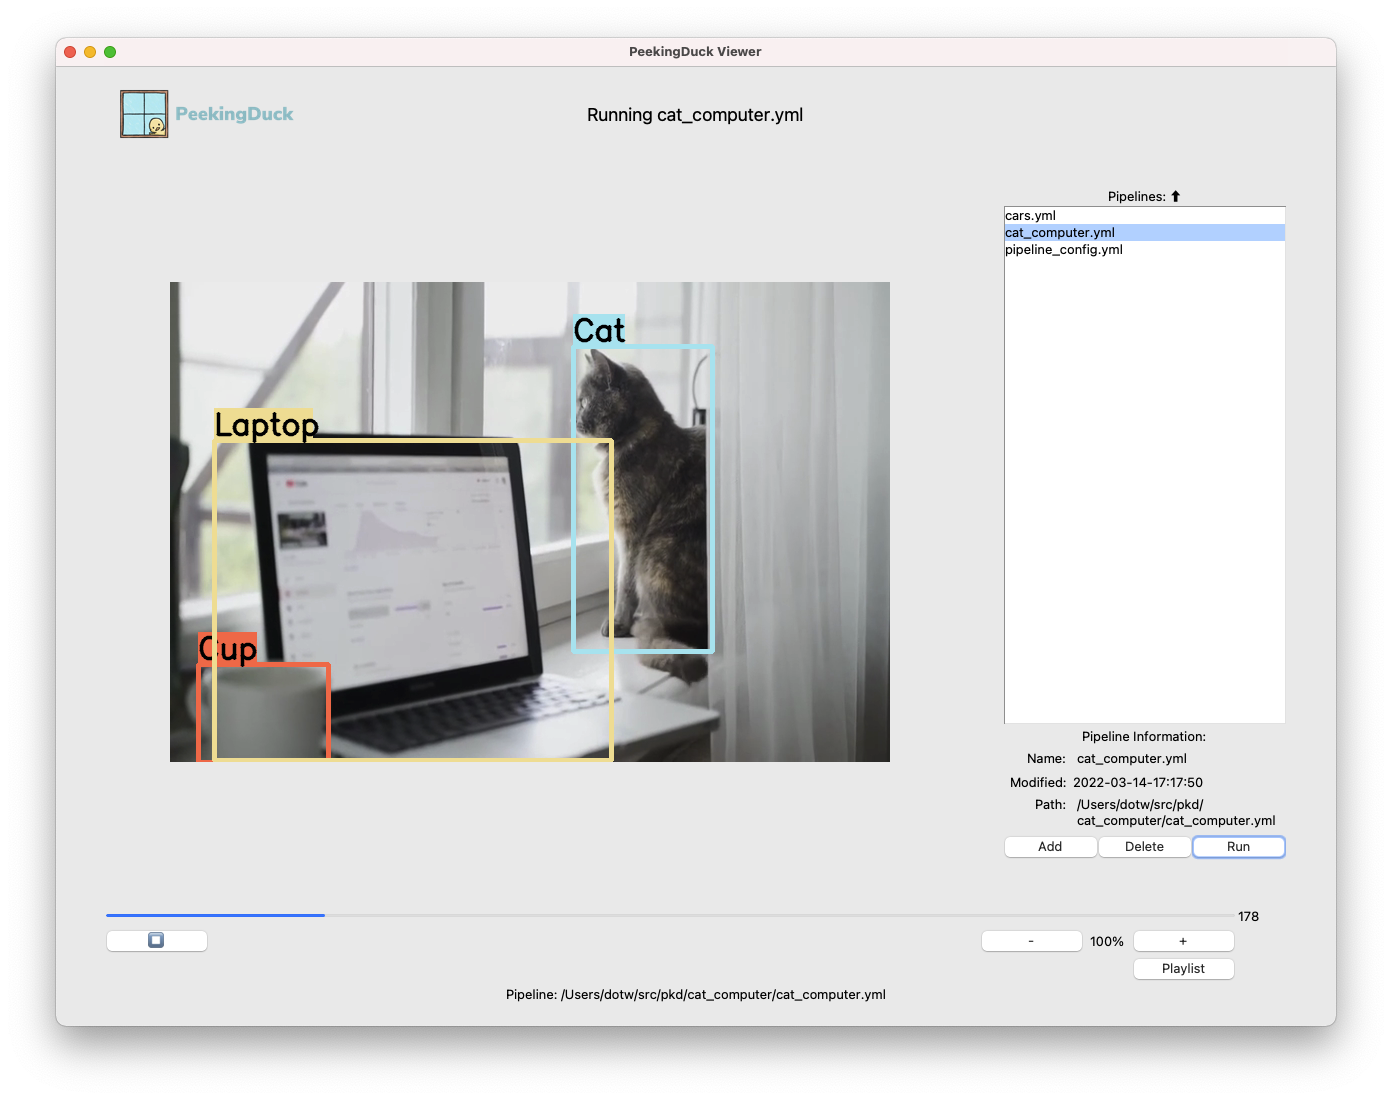 PeekingDuck Viewer
PeekingDuck
Running cat_computer.yml
Pipelines: ⬆
cars.yml
cat_computer.yml
pipeline_config.yml
Cat
Laptop
Cup
Pipeline Information:
Name: cat_computer.yml
Modified: 2022-03-14-17:17:50
Path: /Users/dotw/src/pkd/
cat_computer/cat_computer.yml
Add Delete Run
178
- 100% +
Playlist
Pipeline: /Users/dotw/src/pkd/cat_computer/cat_computer.yml